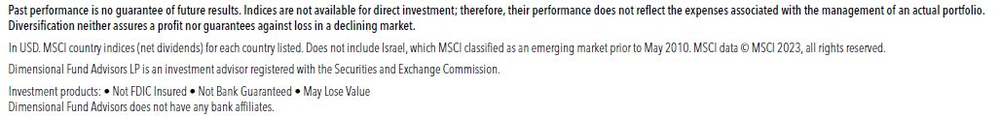 Past performance is no guarantee of future results. Indices are not available for direct investment; therefore, their performance does not reflect the expenses associated with the management of an actual portfolio.
Diversification neither assures a profit nor guarantees against loss in a declining market.
In USD. MSCI country indices (net dividends) for each country listed. Does not include Israel, which MSCI classified as an emerging market prior to May 2010. MSCI data © MSCI 2023, all rights reserved.
Dimensional Fund Advisors LP is an investment advisor registered with the Securities and Exchange Commission.
Investment products: • Not FDIC Insured • Not Bank Guaranteed • May Lose Value
Dimensional Fund Advisors does not have any bank affiliates.